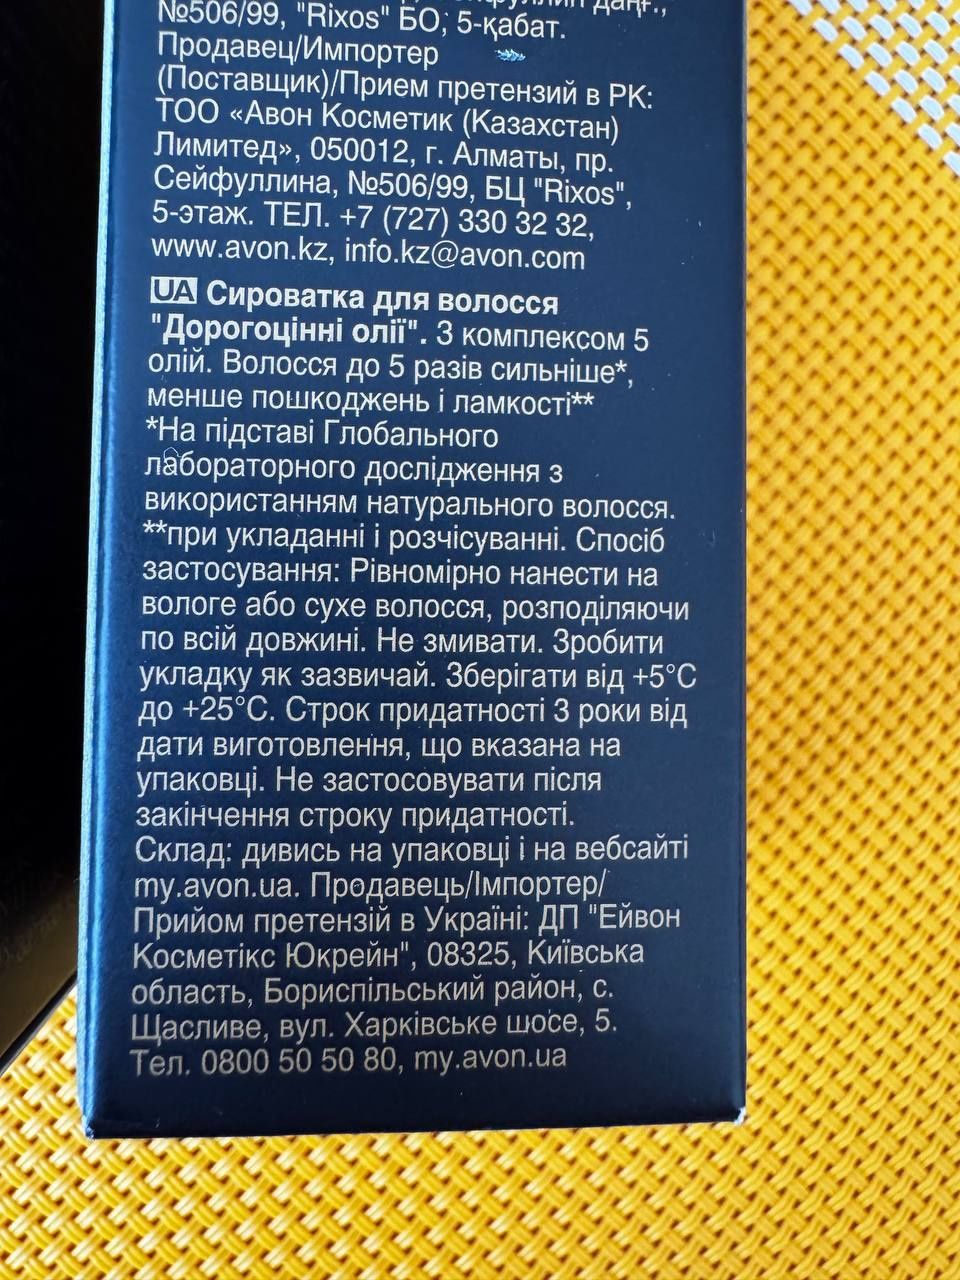 №506/99, "Rixos" БО, 5-қабат.
Продавец/Импортер
(Поставщик)/Прием претензий в РК:
ТОО «Авон Косметик (Казахстан)
Лимитед», 050012, г. Алматы, пр.
Сейфуллина, №506/99, БЦ "Rixos",
5-этаж. ТЕЛ. +7 (727) 330 32 32,
www.avon.kz, info.kz@avon.com
UA Сироватка для волосся
"Дорогоцінні олії". З комплексом 5
олій. Волосся до 5 разів сильніше*,
менше пошкоджень і ламкості**
*На підставі Глобального
лабораторного дослідження з
використанням натурального волосся.
**при укладанні і розчісуванні. Спосіб
застосування: Рівномірно нанести на
вологе або сухе волосся, розподіляючи
по всій довжині. Не змивати. Зробити
укладку як зазвичай. Зберігати від +5°C
до +25°C. Строк придатності 3 роки від
дати виготовлення, що вказана на
упаковці. Не застосовувати після
закінчення строку придатності.
Склад: дивись на упаковці і на вебсайті
my.avon.ua. Продавець/Імпортер/
Прийом претензій в Україні: ДП "Ейвон
Косметікс Юкрейн", 08325, Київська
область, Бориспільський район, с.
Щасливе, вул. Харківське шосе, 5.
Тел. 0800 50 50 80, my.avon.ua